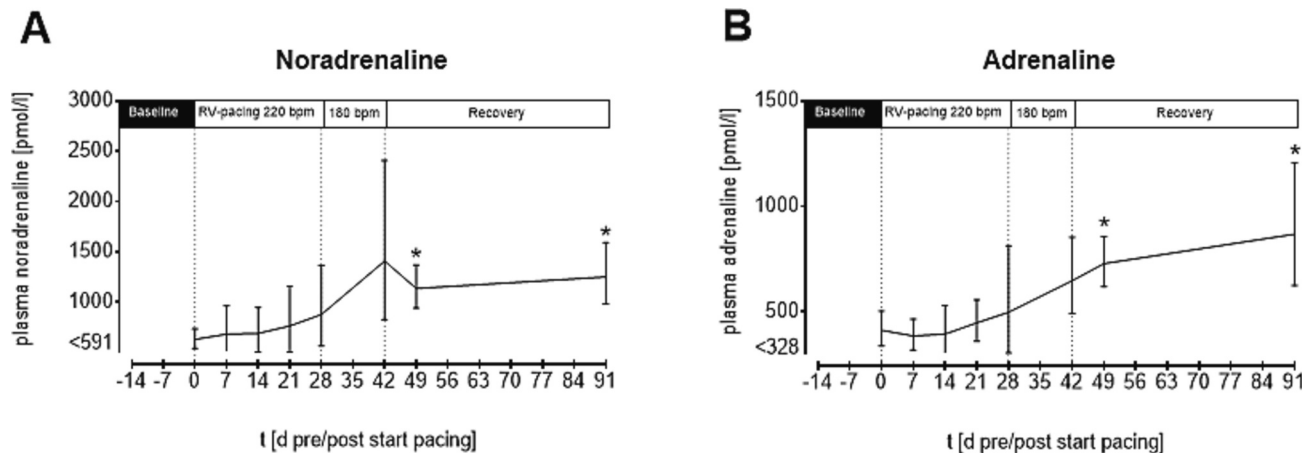 A
Noradrenaline
plasma noradrenaline [pmol/l]
3000
2500
2000
1500
1000
<591
Baseline
RV-pacing 220 bpm
180 bpm
Recovery
*
*
-14 -7 0 7 14 21 28 35 42 49 56 63 70 77 84 91
t [d pre/post start pacing]
B
Adrenaline
plasma adrenaline [pmol/l]
1500
1000
500
<328
Baseline
RV-pacing 220 bpm
180 bpm
Recovery
*
*
-14 -7 0 7 14 21 28 35 42 49 56 63 70 77 84 91
t [d pre/post start pacing]